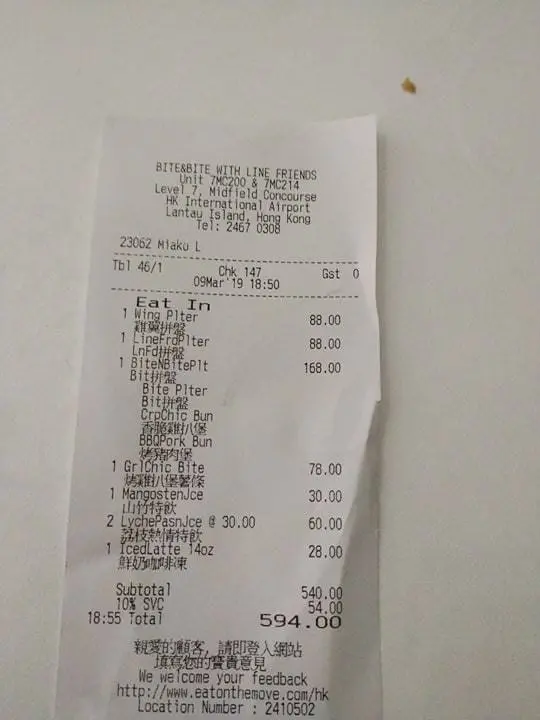 BITE&BITE WITH LINE FRIENDS
Unit 7MC200 & 7MC214
Level 7, Midfield Concourse
HK International Airport
Lantau Island, Hong Kong
Tel: 2467 0308
23062 Miako L
Tbl 46/1 Chk 147 Gst 0
09Mar'19 18:50
Eat In
1 Wing Plter 88.00
雞翼拼盤
1 LineFrdPlter 88.00
LnFd拼盤
1 BiteNBitePlt 168.00
Bit拼盤
Bite Plter
Bit拼盤
CrpChic Bun
香脆雞扒堡
BBQPork Bun
烤豬肉堡
1 GrlChic Bite 78.00
烤雞扒堡薯條
1 MangostenJce 30.00
山竹特飲
2 LychePasnJce @ 30.00 60.00
荔枝熱情特飲
1 IcedLatte 14oz 28.00
鮮奶咖啡凍
Subtotal 540.00
10% SVC 54.00
18:55 Total 594.00
親愛的顧客, 請即登入網站
填寫您的寶貴意見
We welcome your feedback
http://www.eatonthemove.com/hk
Location Number : 2410502